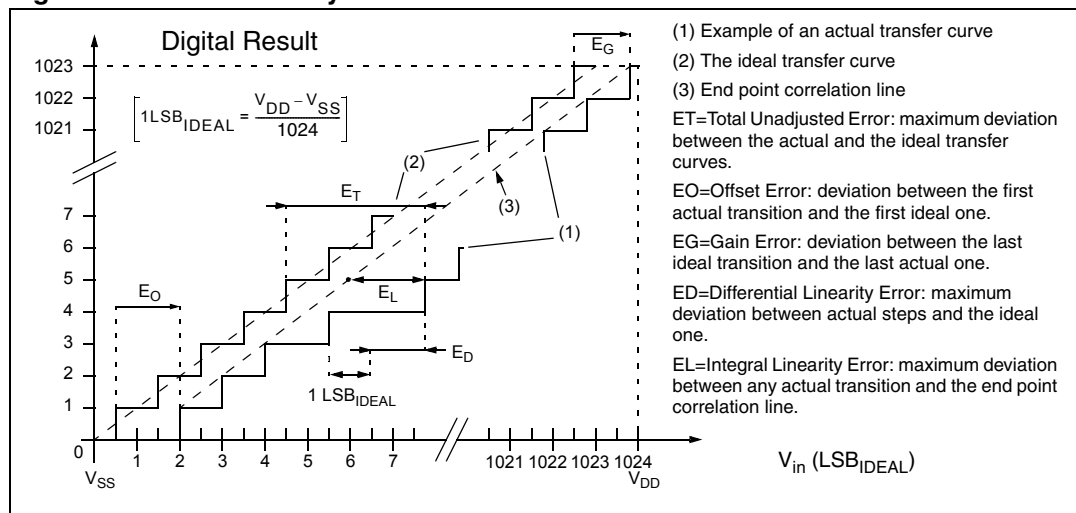 Digital Result
1023
1022
1021
[1LSB_IDEAL = (V_DD – V_SS) / 1024]
7
6
5
4
3
2
1
0
V_SS
1 2 3 4 5 6 7
1021 1022 1023 1024
V_DD
V_in (LSB_IDEAL)
E_O
E_T
E_L
E_D
E_G
1 LSB_IDEAL
(2)
(3)
(1)
(1) Example of an actual transfer curve
(2) The ideal transfer curve
(3) End point correlation line
ET=Total Unadjusted Error: maximum deviation
between the actual and the ideal transfer
curves.
EO=Offset Error: deviation between the first
actual transition and the first ideal one.
EG=Gain Error: deviation between the last
ideal transition and the last actual one.
ED=Differential Linearity Error: maximum
deviation between actual steps and the ideal
one.
EL=Integral Linearity Error: maximum deviation
between any actual transition and the end point
correlation line.